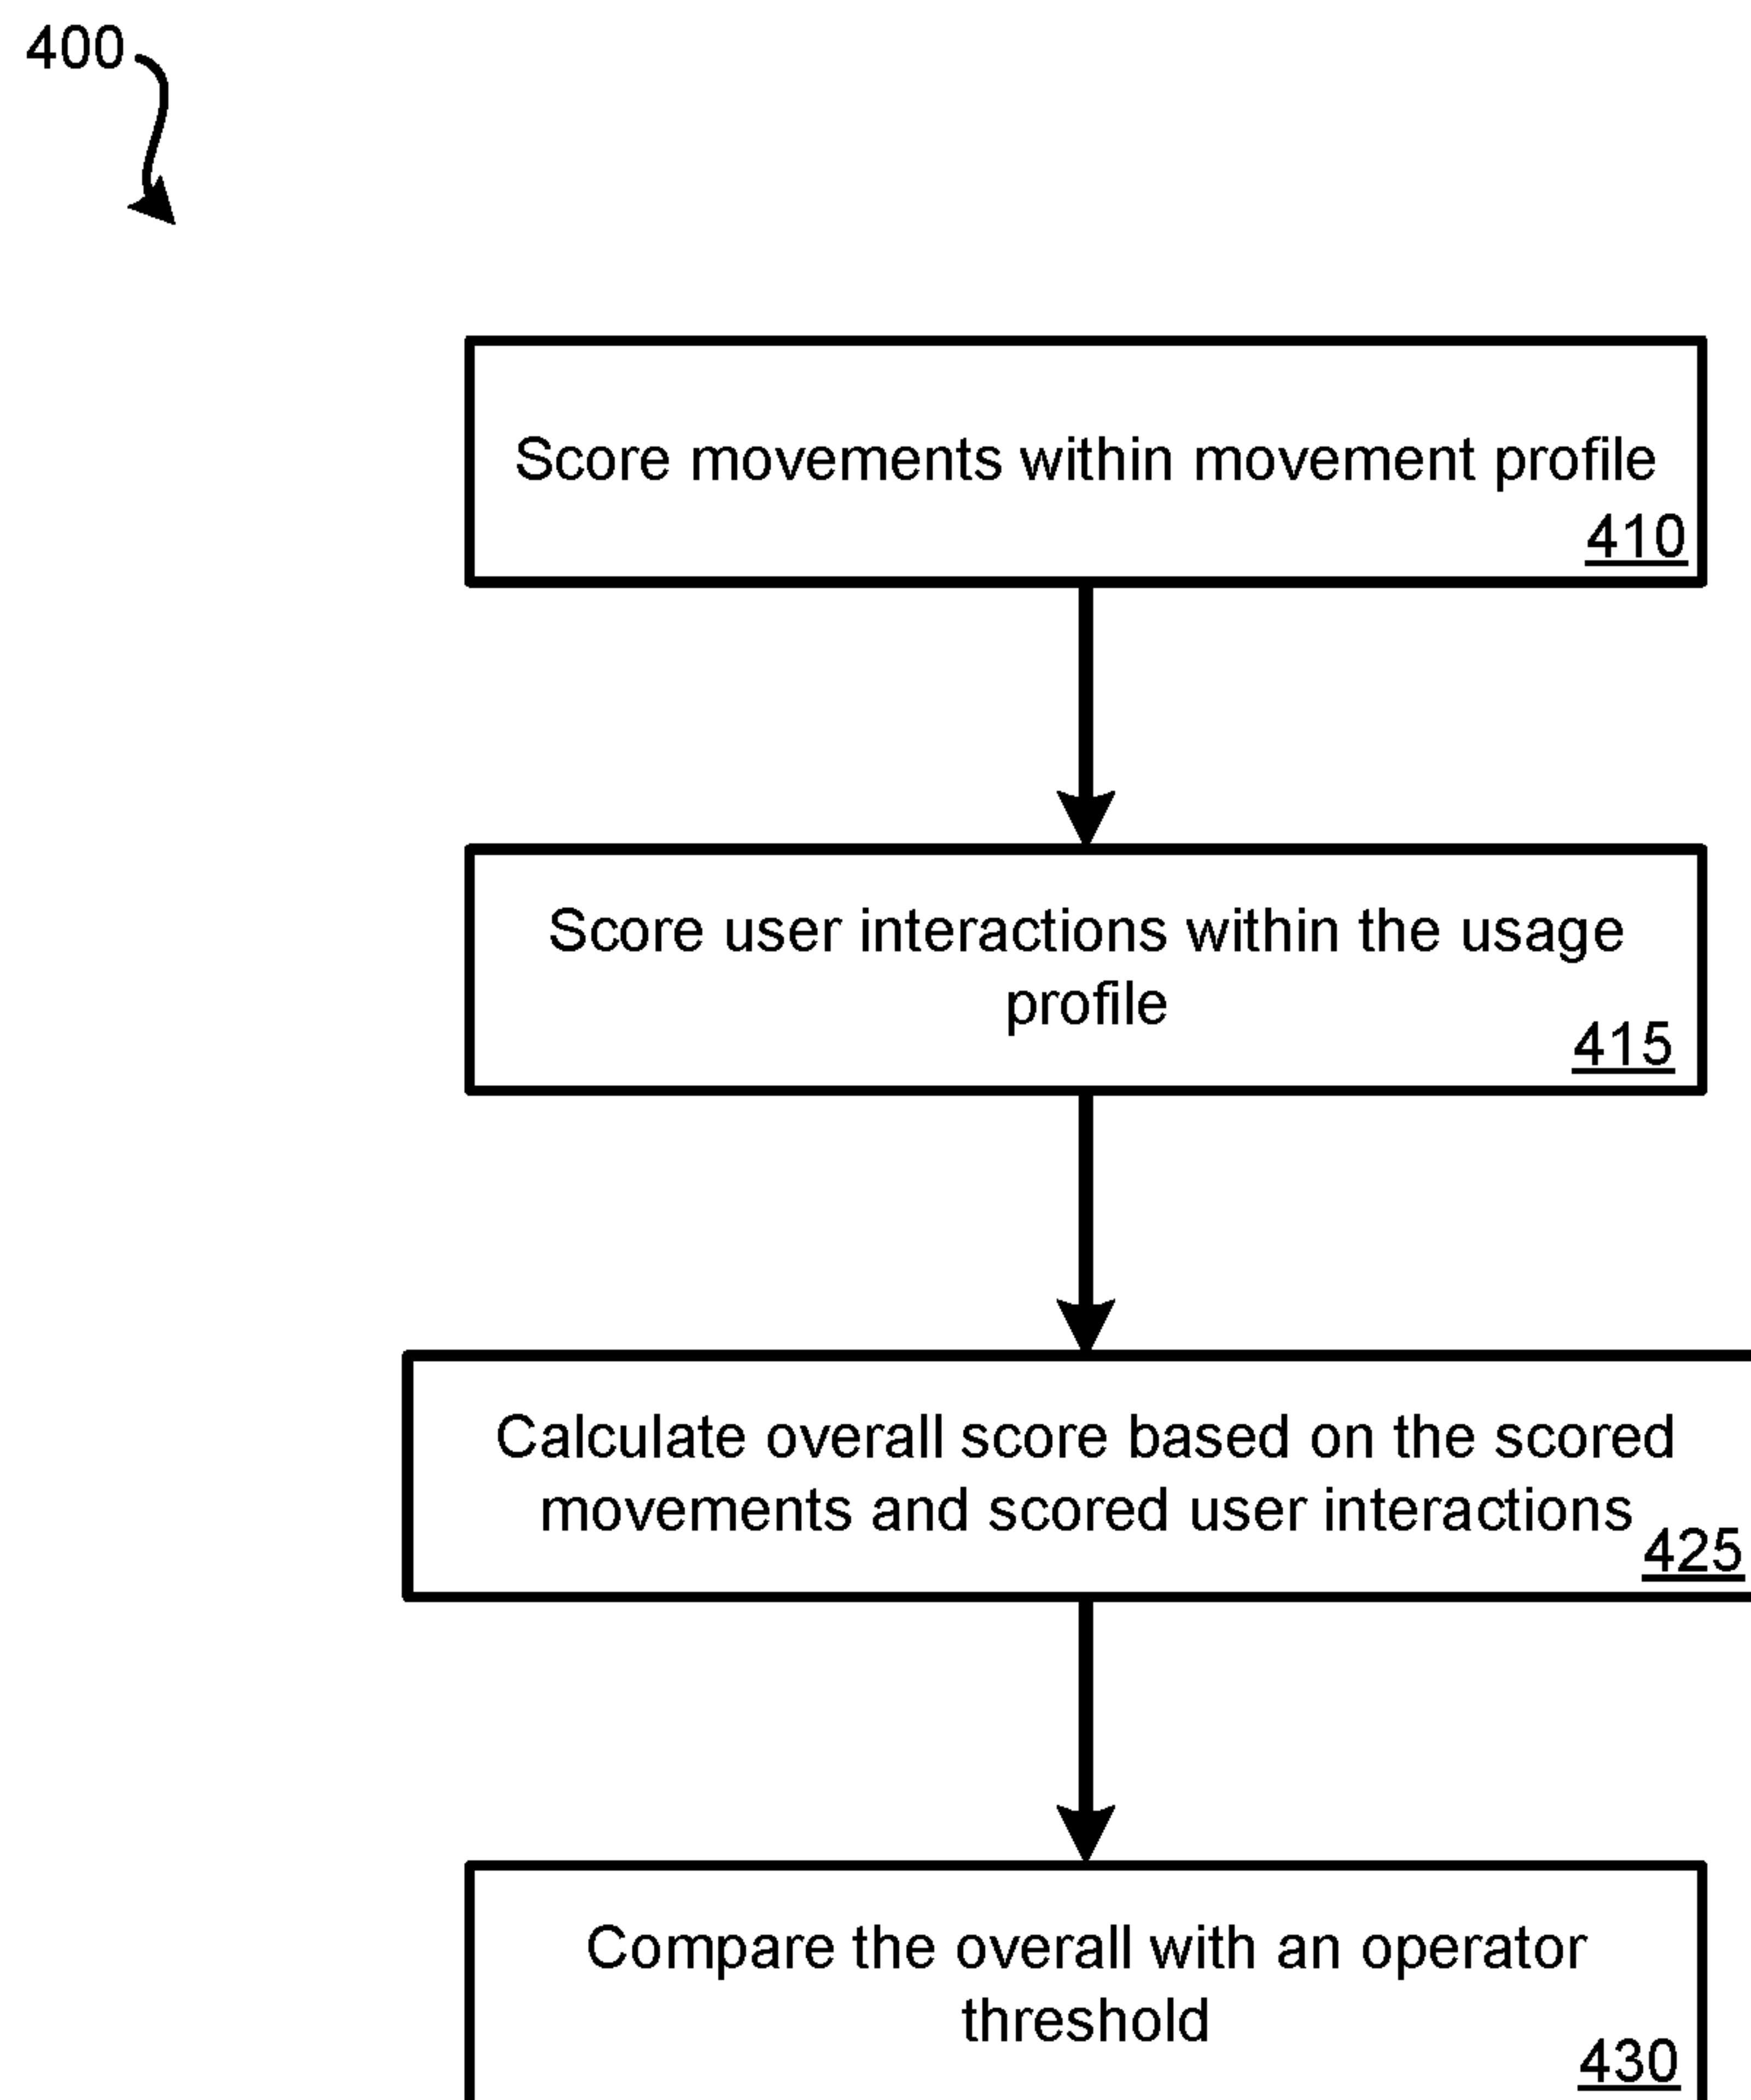 400
Score movements within movement profile
410
Score user interactions within the usage
profile
415
Calculate overall score based on the scored
movements and scored user interactions
425
Compare the overall with an operator
threshold
430